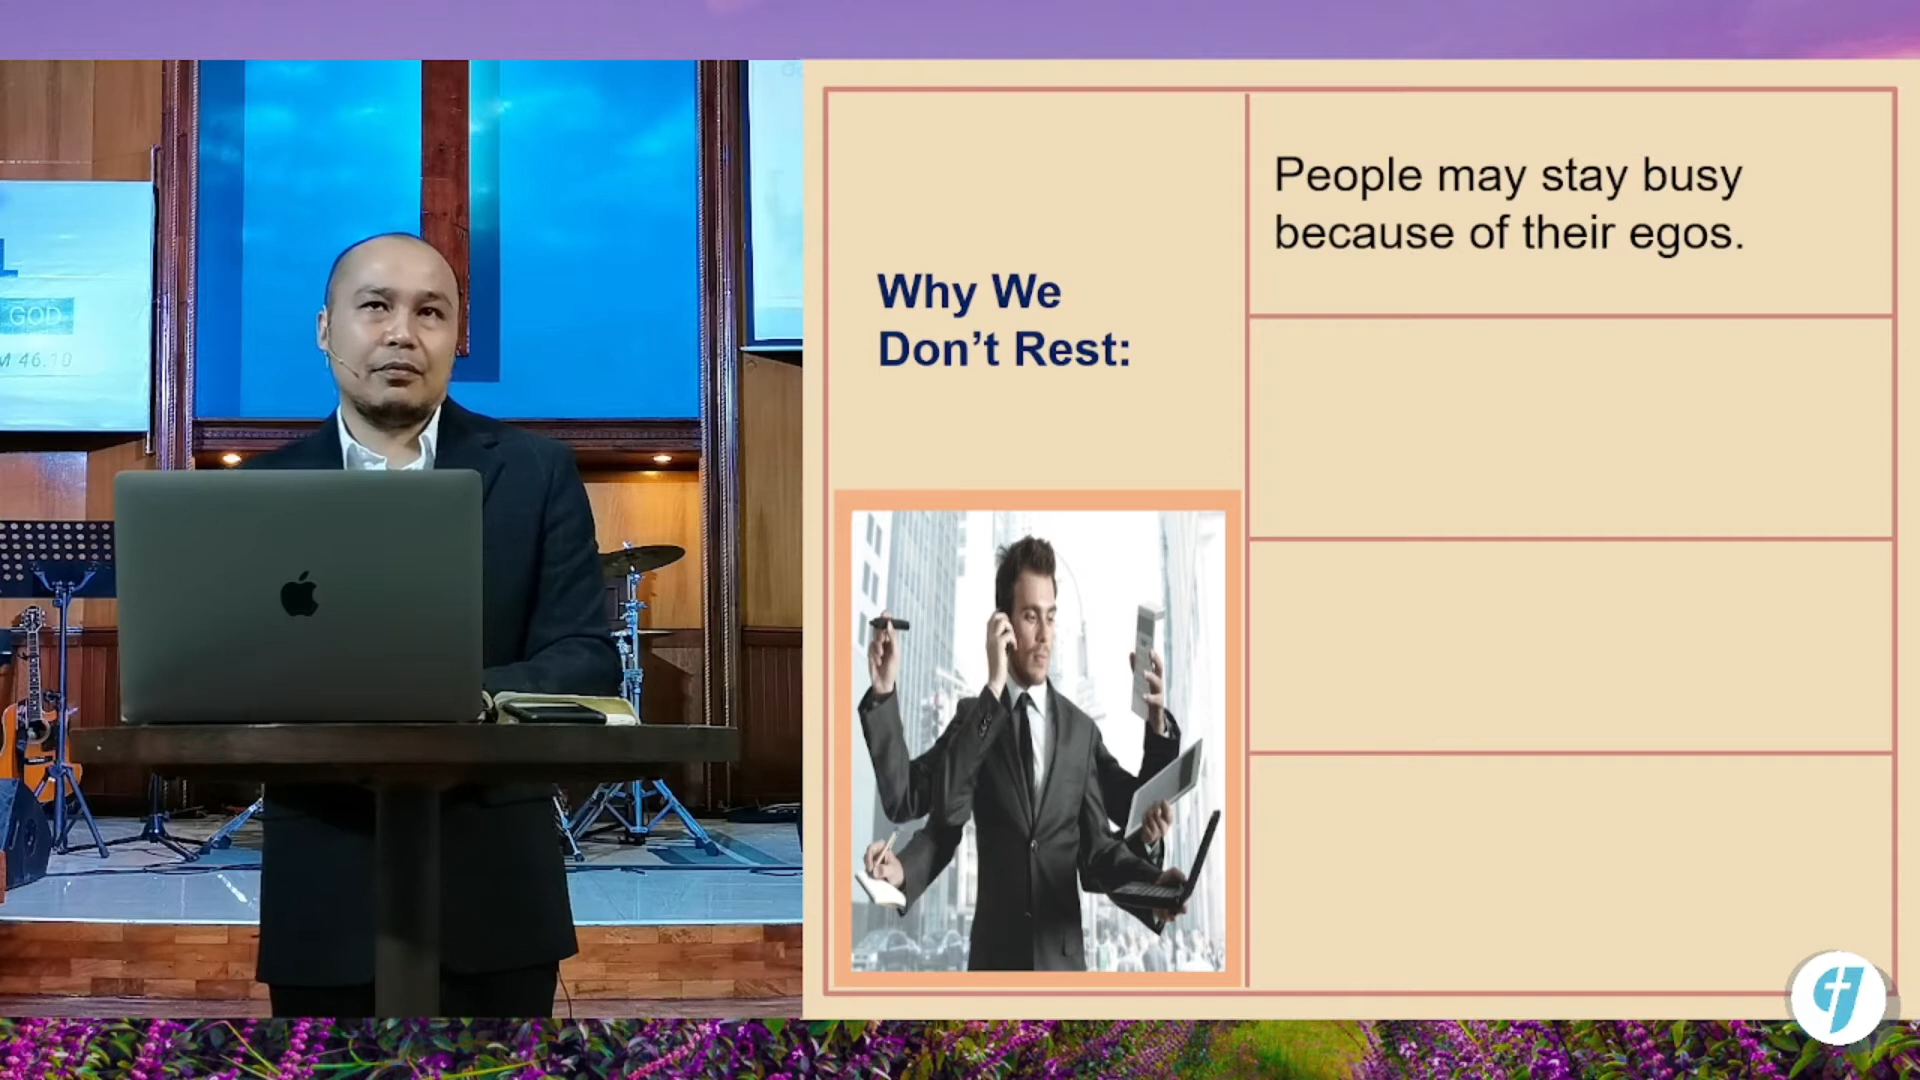 GOD
46:10
Why We
Don’t Rest:
People may stay busy
because of their egos.